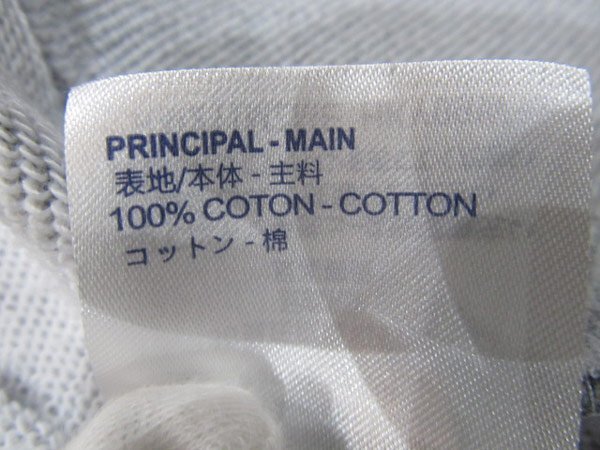 PRINCIPAL - MAIN
表地/本体 - 主料
100% COTON - COTTON
コットン - 棉